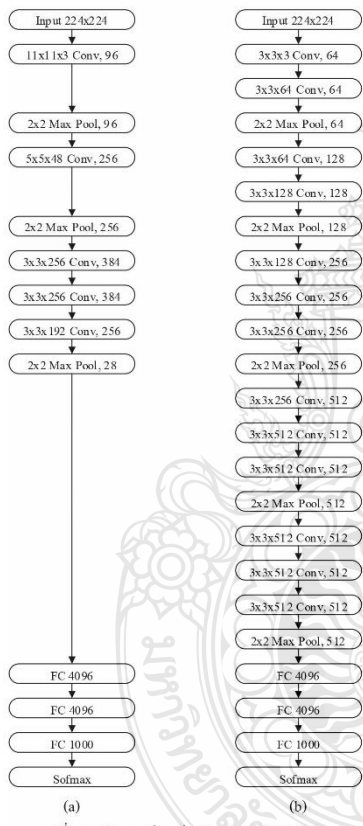 Input 224x224
11x11x3 Conv, 96
2x2 Max Pool, 96
5x5x48 Conv, 256
2x2 Max Pool, 256
3x3x256 Conv, 384
3x3x256 Conv, 384
3x3x192 Conv, 256
2x2 Max Pool, 28
FC 4096
FC 4096
FC 1000
Sofmax
(a)
Input 224x224
3x3x3 Conv, 64
3x3x64 Conv, 64
2x2 Max Pool, 64
3x3x64 Conv, 128
3x3x128 Conv, 128
2x2 Max Pool, 128
3x3x128 Conv, 256
3x3x256 Conv, 256
3x3x256 Conv, 256
2x2 Max Pool, 256
3x3x256 Conv, 512
3x3x512 Conv, 512
3x3x512 Conv, 512
2x2 Max Pool, 512
3x3x512 Conv, 512
3x3x512 Conv, 512
3x3x512 Conv, 512
2x2 Max Pool, 512
FC 4096
FC 4096
FC 1000
Sofmax
(b)